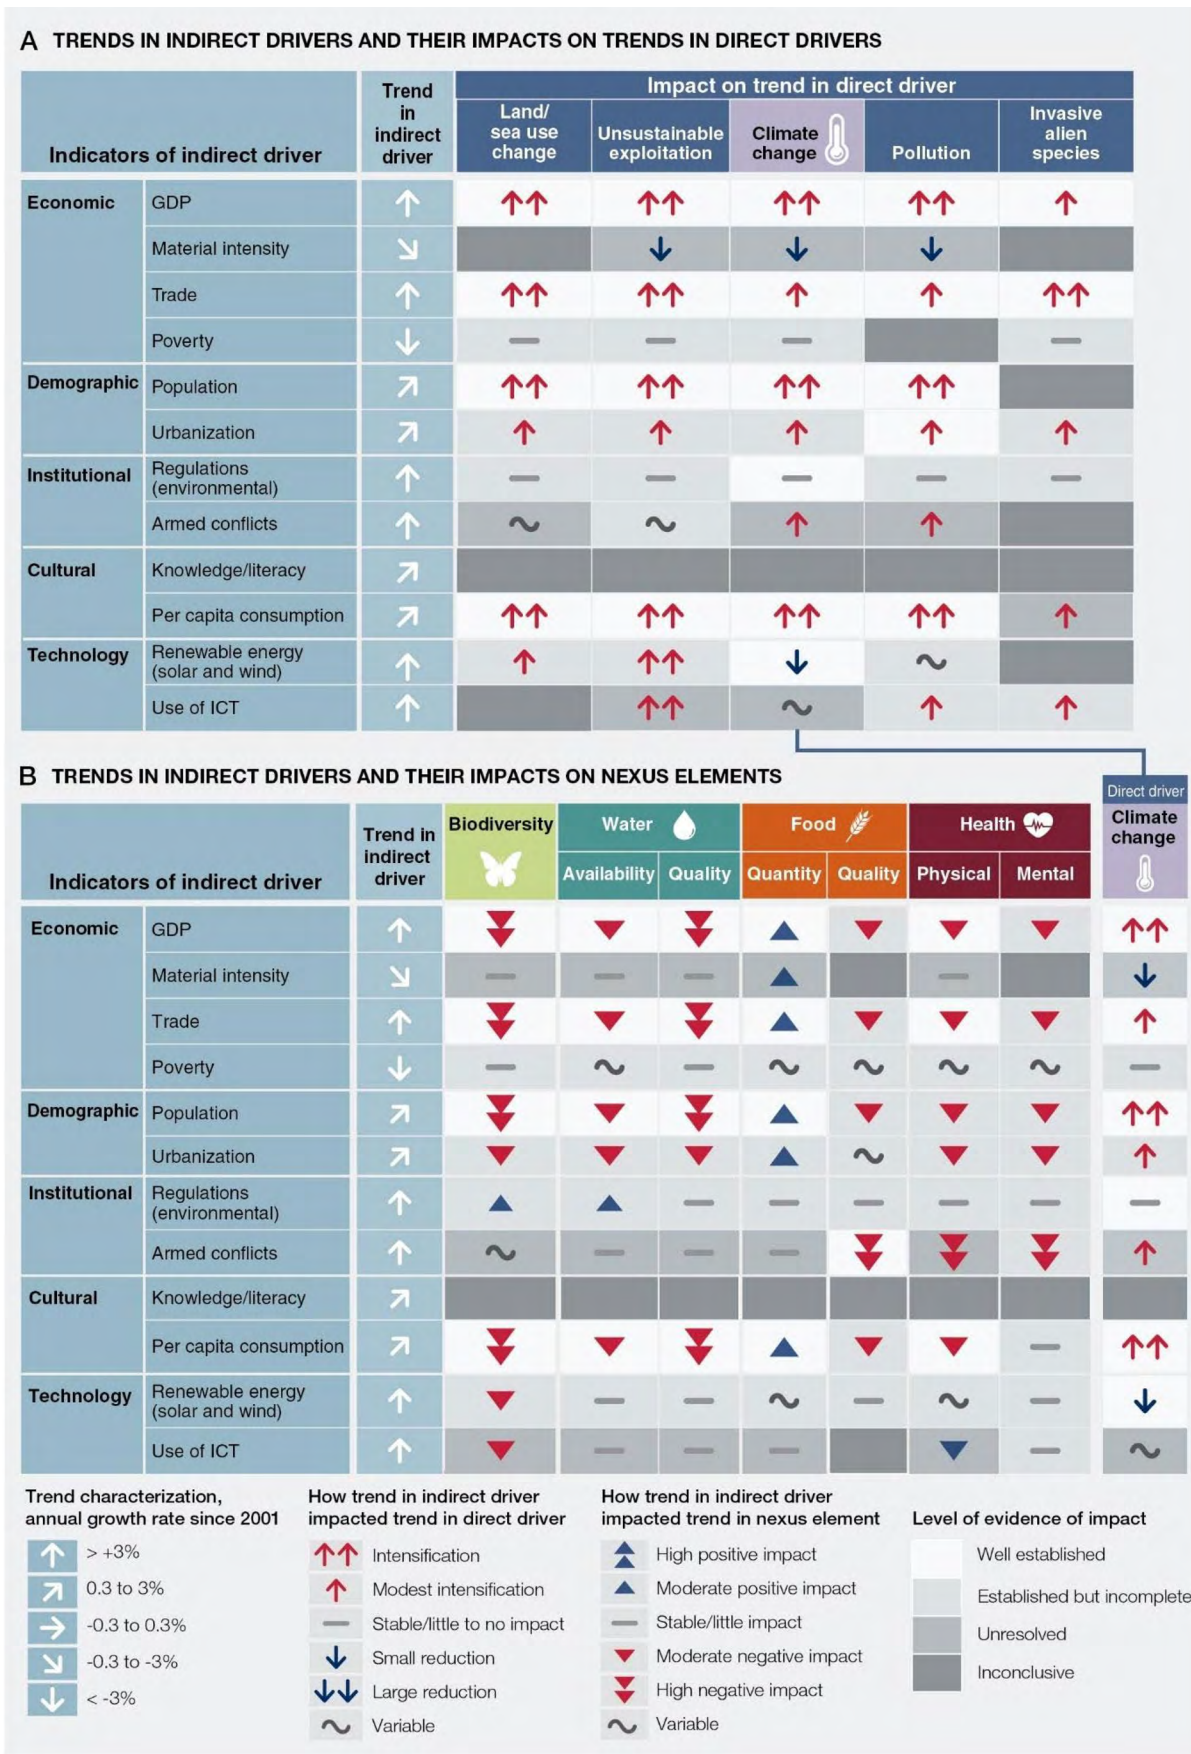 A TRENDS IN INDIRECT DRIVERS AND THEIR IMPACTS ON TRENDS IN DIRECT DRIVERS
Indicators of indirect driver
Trend
in
indirect
driver
Impact on trend in direct driver
Land/
sea use
change
Unsustainable
exploitation
Climate
change
Pollution
Invasive
alien
species
Economic
GDP
Material intensity
Trade
Poverty
Demographic
Population
Urbanization
Institutional
Regulations
(environmental)
Armed conflicts
Cultural
Knowledge/literacy
Per capita consumption
Technology
Renewable energy
(solar and wind)
Use of ICT
B TRENDS IN INDIRECT DRIVERS AND THEIR IMPACTS ON NEXUS ELEMENTS
Indicators of indirect driver
Trend in
indirect
driver
Biodiversity
Water
Availability
Quality
Food
Quantity
Quality
Health
Physical
Mental
Direct driver
Climate
change
Economic
GDP
Material intensity
Trade
Poverty
Demographic
Population
Urbanization
Institutional
Regulations
(environmental)
Armed conflicts
Cultural
Knowledge/literacy
Per capita consumption
Technology
Renewable energy
(solar and wind)
Use of ICT
Trend characterization,
annual growth rate since 2001
> +3%
0.3 to 3%
-0.3 to 0.3%
-0.3 to -3%
< -3%
How trend in indirect driver
impacted trend in direct driver
Intensification
Modest intensification
Stable/little to no impact
Small reduction
Large reduction
Variable
How trend in indirect driver
impacted trend in nexus element
High positive impact
Moderate positive impact
Stable/little impact
Moderate negative impact
High negative impact
Variable
Level of evidence of impact
Well established
Established but incomplete
Unresolved
Inconclusive